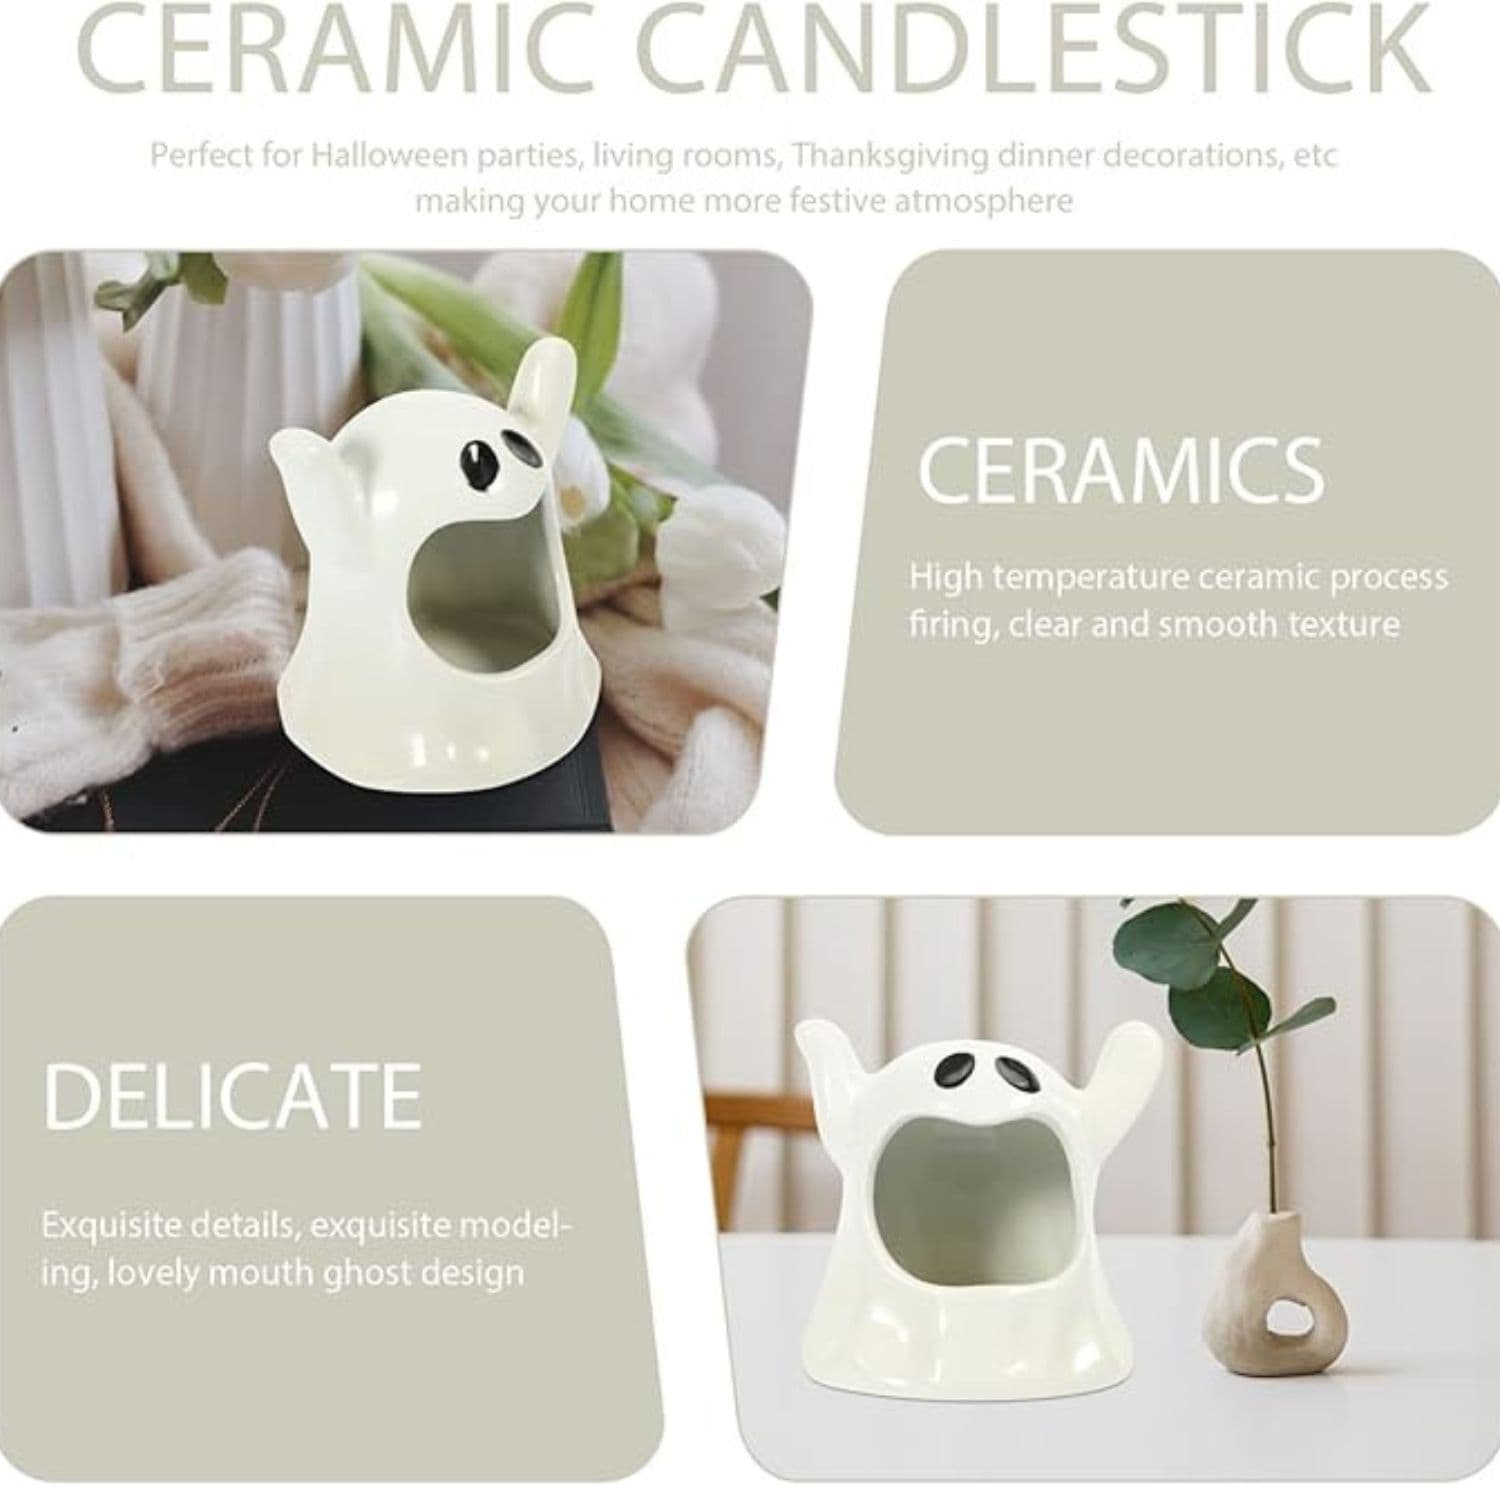 CERAMIC CANDLESTICK
Perfect for Halloween parties, living rooms, Thanksgiving dinner decorations, etc
making your home more festive atmosphere
CERAMICS
High temperature ceramic process
firing, clear and smooth texture
DELICATE
Exquisite details, exquisite model-
ing, lovely mouth ghost design